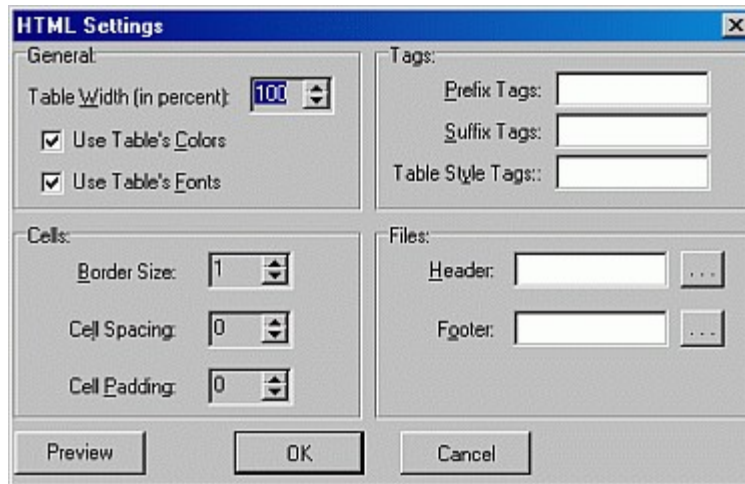 HTML Settings
General:
Table Width (in percent): 100
Use Table's Colors
Use Table's Fonts
Tags:
Prefix Tags:
Suffix Tags:
Table Style Tags::
Cells:
Border Size: 1
Cell Spacing: 0
Cell Padding: 0
Files:
Header: ...
Footer: ...
Preview OK Cancel